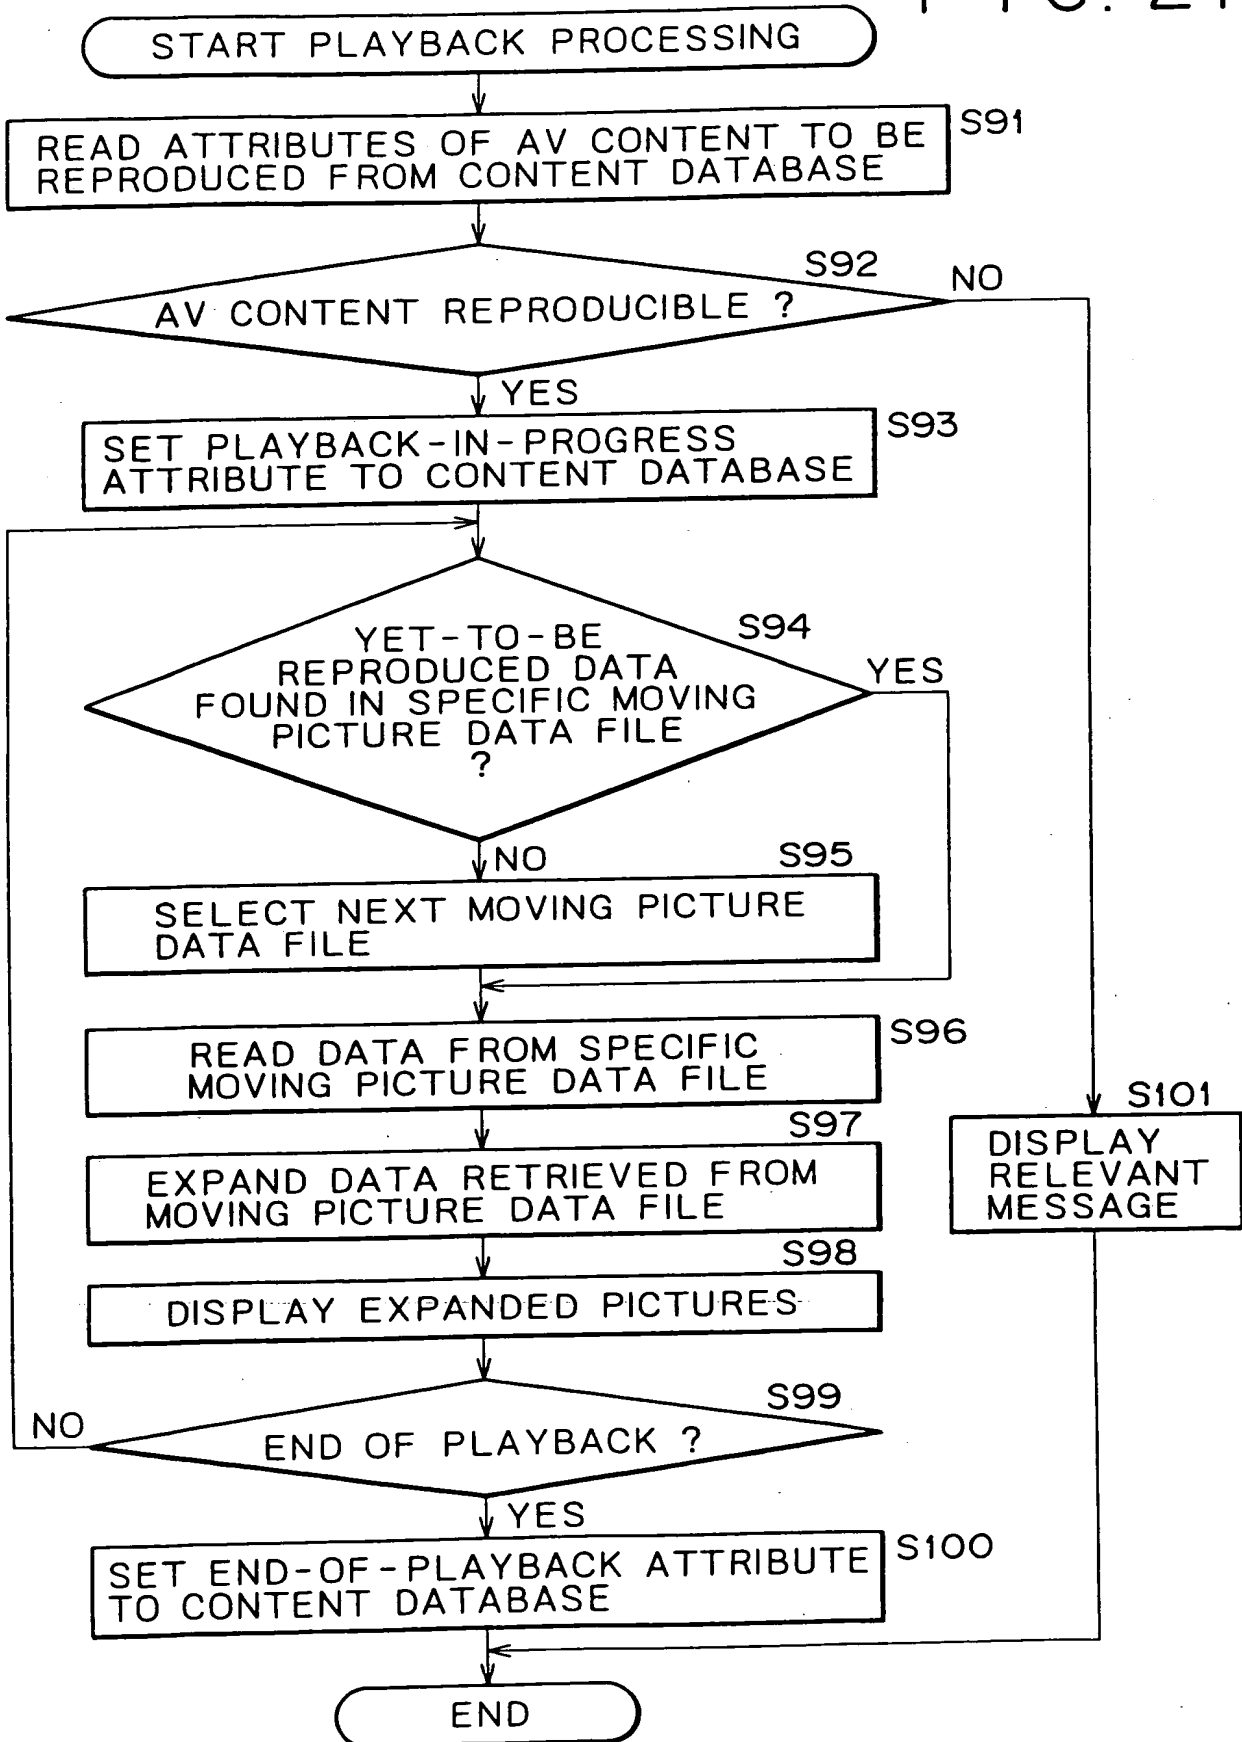 START PLAYBACK PROCESSING
S91
READ ATTRIBUTES OF AV CONTENT TO BE
REPRODUCED FROM CONTENT DATABASE
S92
NO
AV CONTENT REPRODUCIBLE ?
YES
S93
SET PLAYBACK-IN-PROGRESS
ATTRIBUTE TO CONTENT DATABASE
S94
YET-TO-BE
REPRODUCED DATA
FOUND IN SPECIFIC MOVING
PICTURE DATA FILE
?
YES
NO
S95
SELECT NEXT MOVING PICTURE
DATA FILE
S96
READ DATA FROM SPECIFIC
MOVING PICTURE DATA FILE
S97
EXPAND DATA RETRIEVED FROM
MOVING PICTURE DATA FILE
S101
DISPLAY
RELEVANT
MESSAGE
S98
DISPLAY EXPANDED PICTURES
S99
NO
END OF PLAYBACK ?
YES
S100
SET END-OF-PLAYBACK ATTRIBUTE
TO CONTENT DATABASE
END